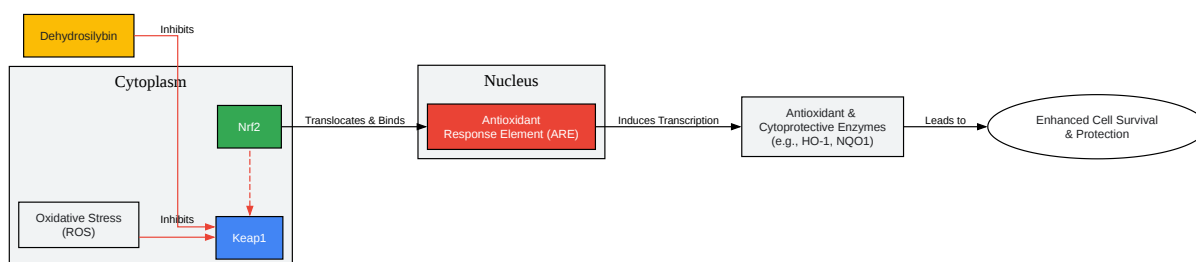 Inhibits
Dehydrosilybin
Cytoplasm
Nucleus
Nrf2
Translocates & Binds
Antioxidant
Response Element (ARE)
Induces Transcription
Antioxidant &
Cytoprotective Enzymes
(e.g., HO-1, NQO1)
Leads to
Enhanced Cell Survival
& Protection
Oxidative Stress
(ROS)
Inhibits
Keap1